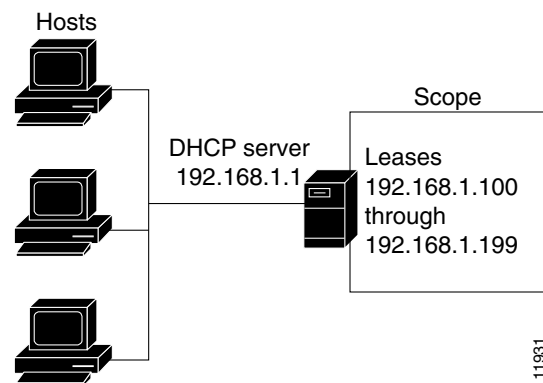 Hosts
DHCP server
192.168.1.1
Scope
Leases
192.168.1.100
through
192.168.1.199
11931